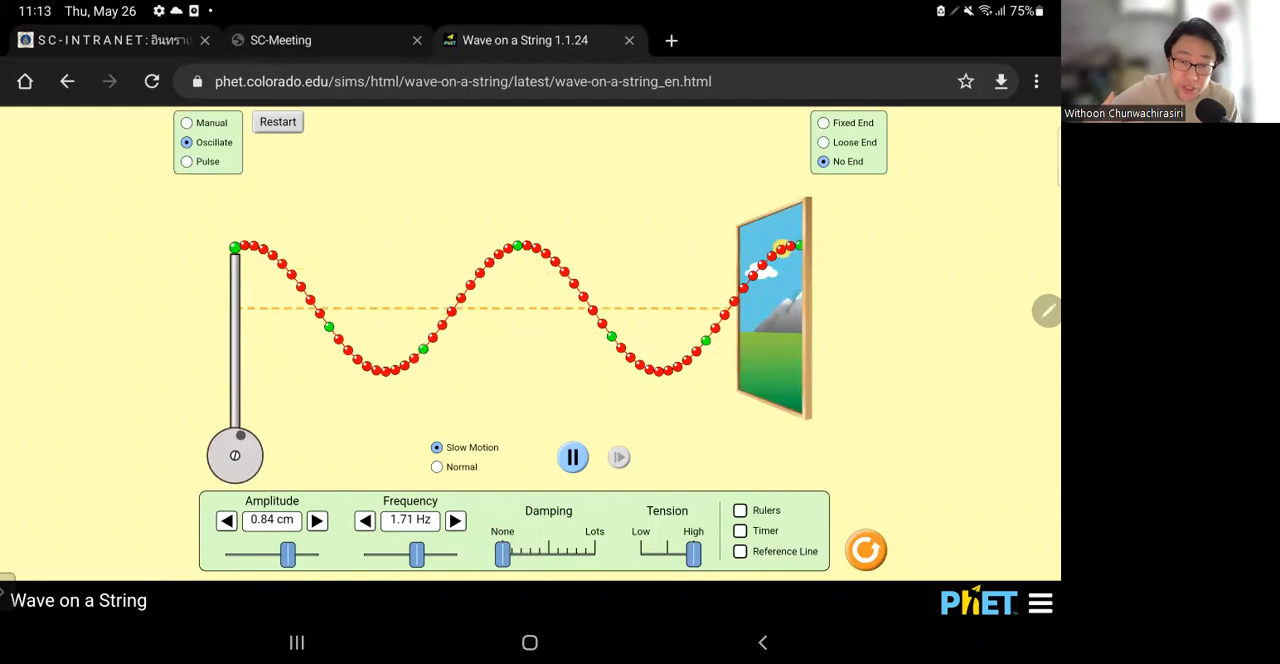 11:13 Thu, May 26
75%
S C - I N T R A N E T : อินทราเ
SC-Meeting
Wave on a String 1.1.24
phet.colorado.edu/sims/html/wave-on-a-string/latest/wave-on-a-string_en.html
Withoon Chunwachirasiri
Manual
Oscillate
Pulse
Restart
Fixed End
Loose End
No End
Slow Motion
Normal
Amplitude
0.84 cm
Frequency
1.71 Hz
Damping
None
Lots
Tension
Low
High
Rulers
Timer
Reference Line
Wave on a String
PhET